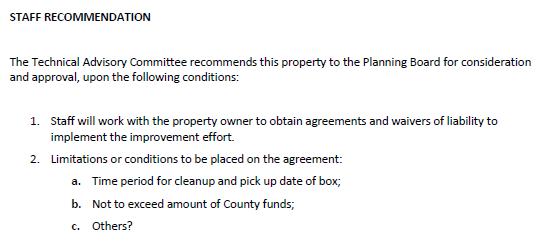 STAFF RECOMMENDATION
The Technical Advisory Committee recommends this property to the Planning Board for consideration
and approval, upon the following conditions:
1. Staff will work with the property owner to obtain agreements and waivers of liability to
implement the improvement effort.
2. Limitations or conditions to be placed on the agreement:
a. Time period for cleanup and pick up date of box;
b. Not to exceed amount of County funds;
c. Others?